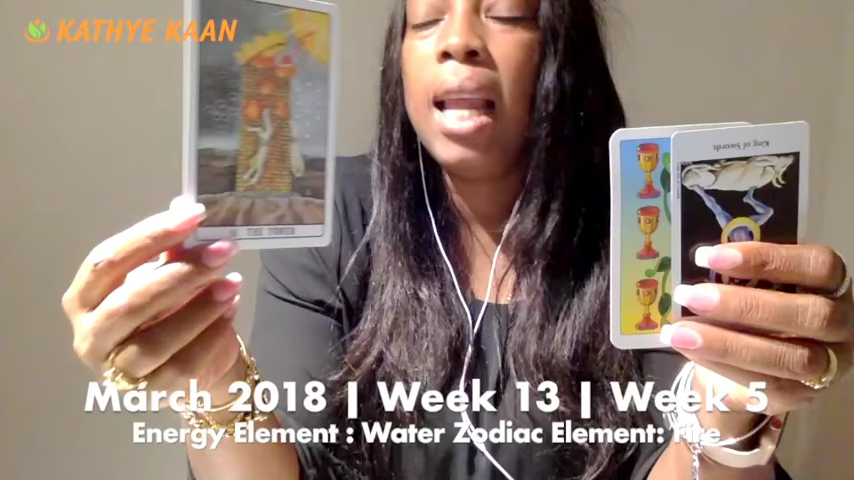 KATHYE KAAN
THE TOWER
King of Swords
March 2018 | Week 13 | Week 5
Energy Element : Water Zodiac Element: Fire